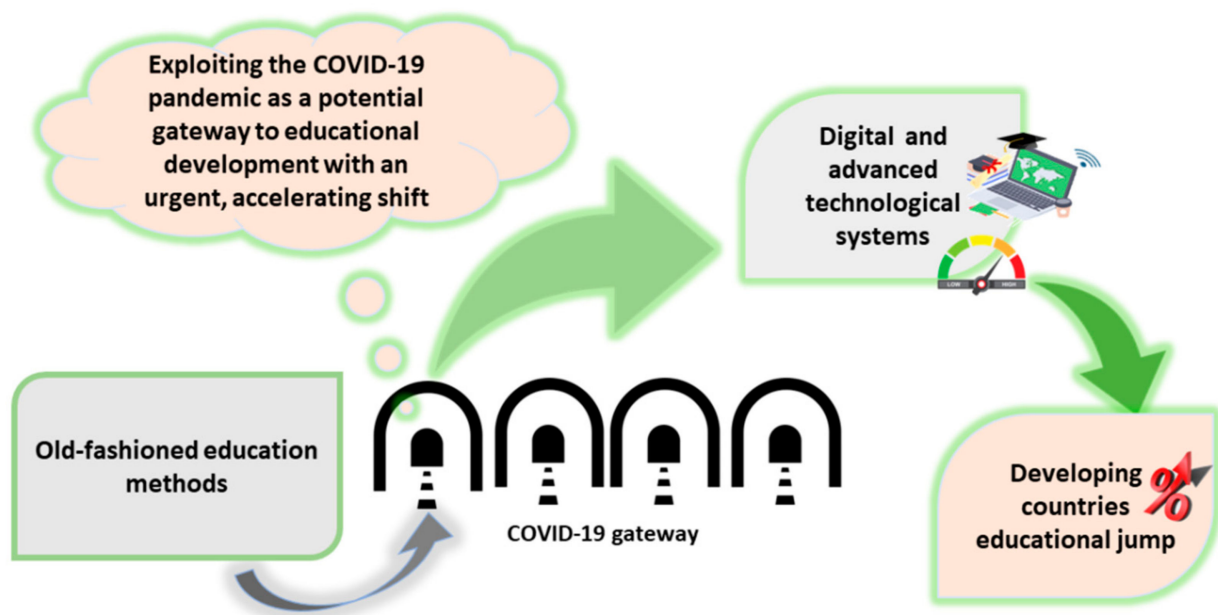 Exploiting the COVID-19
pandemic as a potential
gateway to educational
development with an
urgent, accelerating shift
Digital and
advanced
technological
systems
LOW
HIGH
Old-fashioned education
methods
COVID-19 gateway
Developing
countries
educational jump
%